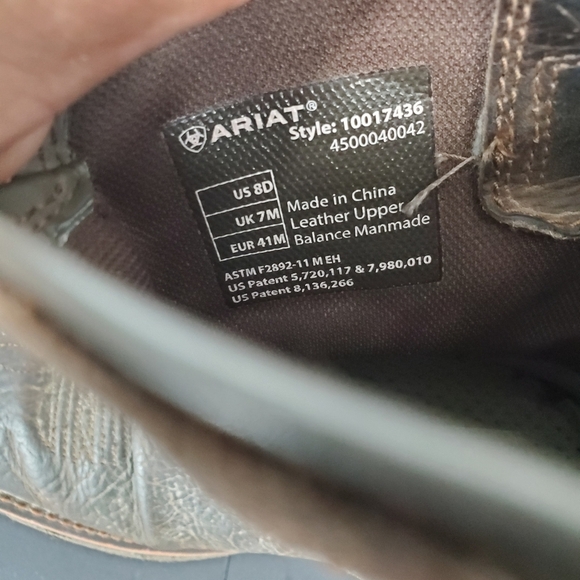 ARIAT®
Style: 10017436
4500040042
US 8D
UK 7M
EUR 41M
Made in China
Leather Upper
Balance Manmade
ASTM F2892-11 M EH
US Patent 5,720,117 & 7,980,010
US Patent 8,136,266